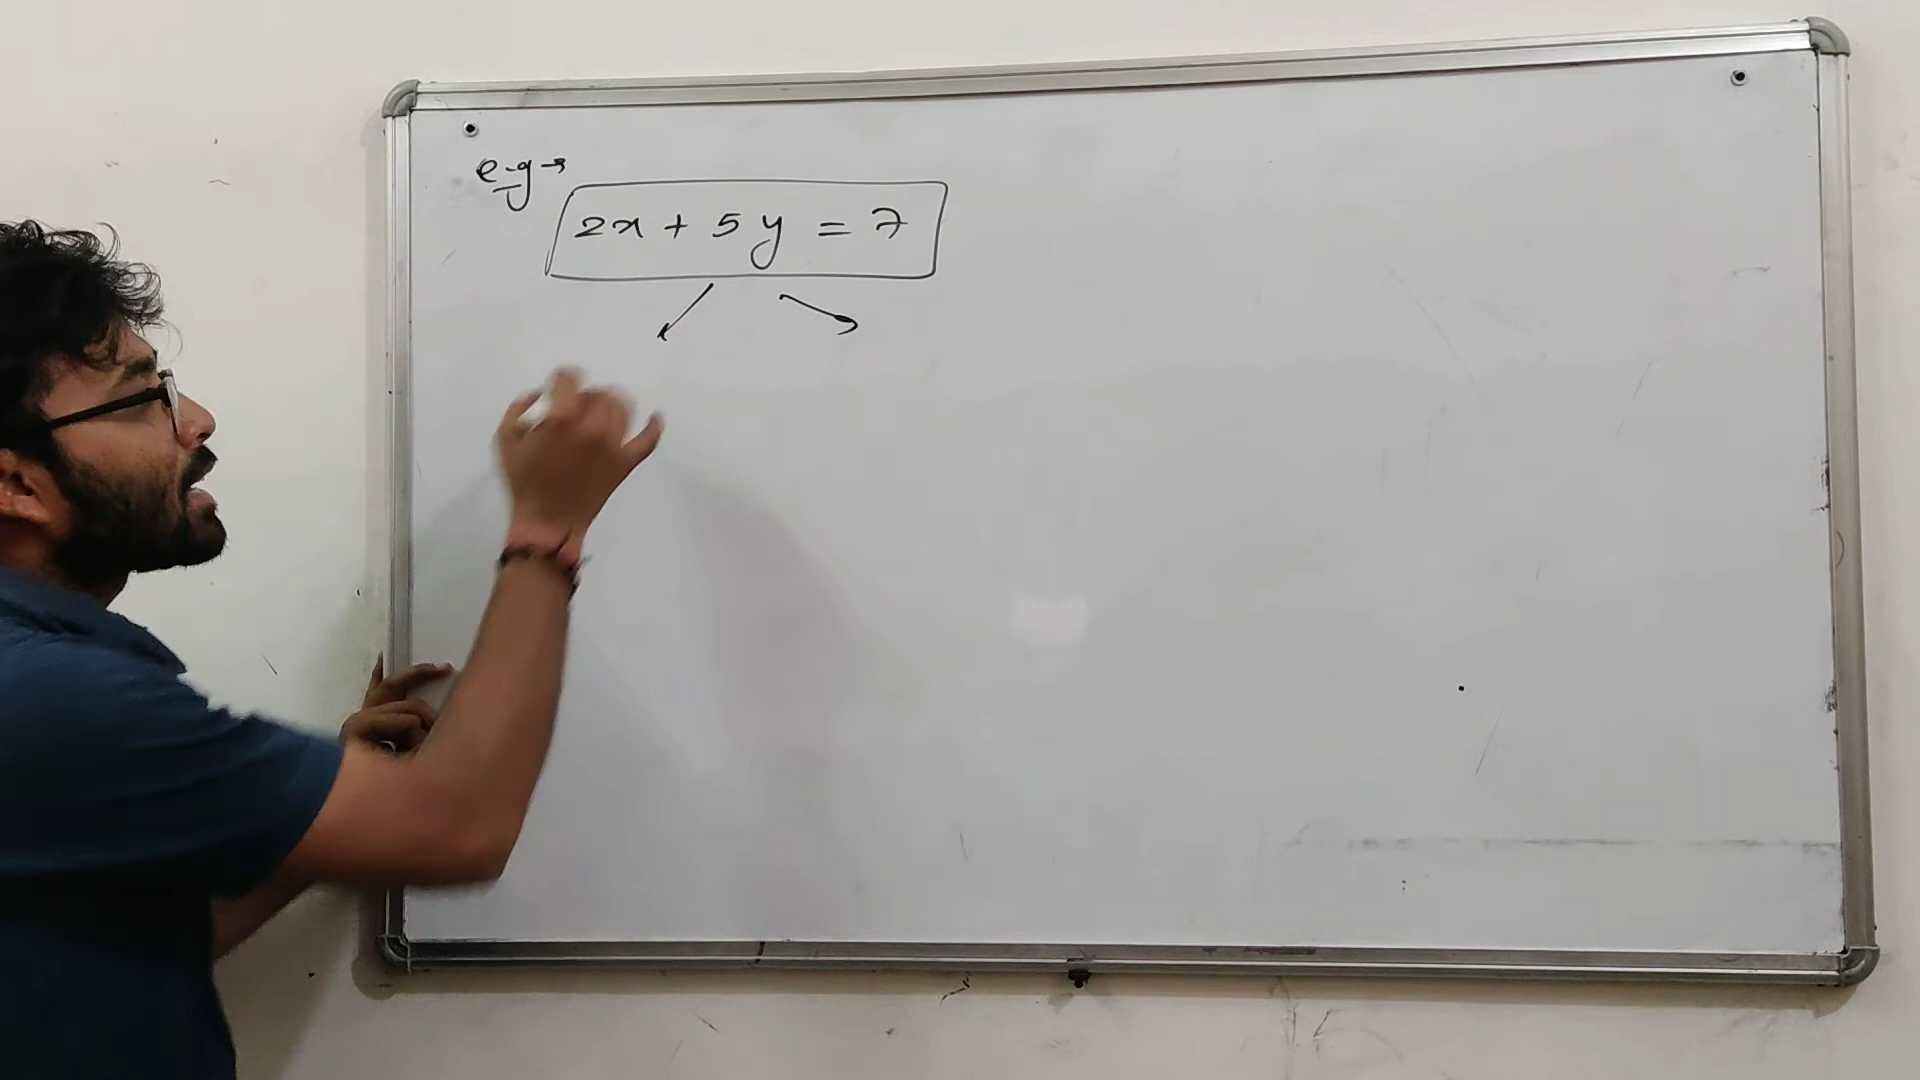 e.g →
2x + 5y = 7